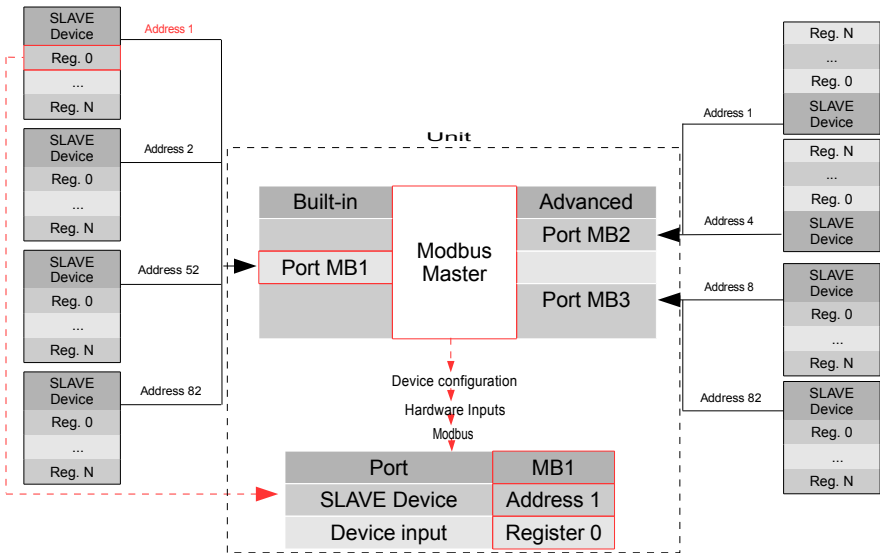 SLAVE
Device
Reg. 0
...
Reg. N
Address 1
SLAVE
Device
Reg. 0
...
Reg. N
Address 2
SLAVE
Device
Reg. 0
...
Reg. N
Address 52
SLAVE
Device
Reg. 0
...
Reg. N
Address 82
Unit
Built-in
Port MB1
Modbus
Master
Advanced
Port MB2
Port MB3
Device configuration
Hardware Inputs
Modbus
Port MB1
SLAVE Device Address 1
Device input Register 0
Reg. N
...
Reg. 0
SLAVE
Device
Address 1
Reg. N
...
Reg. 0
SLAVE
Device
Address 4
SLAVE
Device
Reg. 0
...
Reg. N
Address 8
SLAVE
Device
Reg. 0
...
Reg. N
Address 82